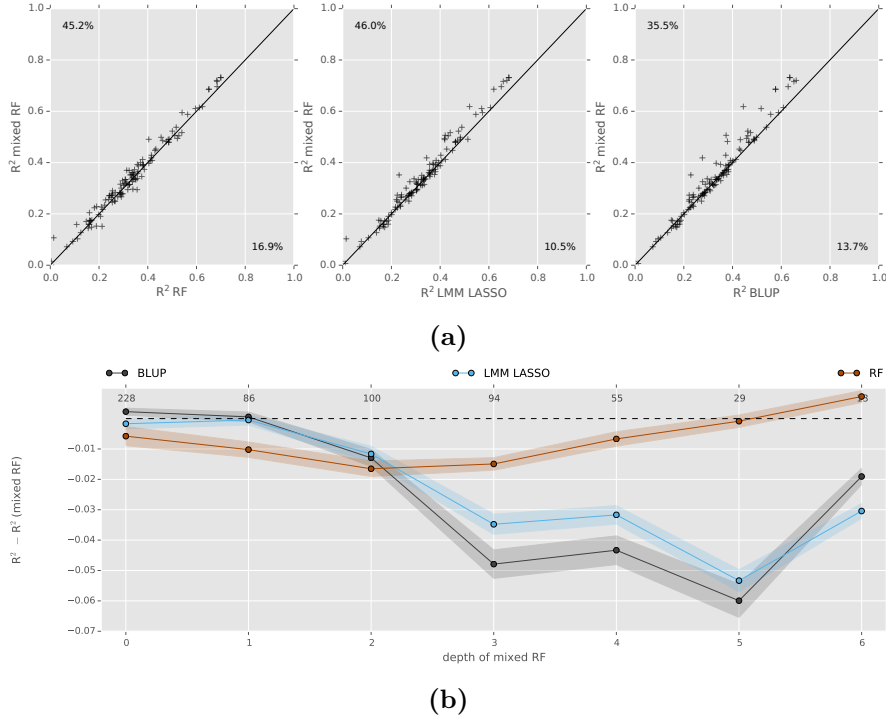 45.2%
16.9%
1.0
0.8
0.6
0.4
0.2
0.0
0.0 0.2 0.4 0.6 0.8 1.0
R² mixed RF
R² RF
46.0%
10.5%
1.0
0.8
0.6
0.4
0.2
0.0
0.0 0.2 0.4 0.6 0.8 1.0
R² mixed RF
R² LMM LASSO
35.5%
13.7%
1.0
0.8
0.6
0.4
0.2
0.0
0.0 0.2 0.4 0.6 0.8 1.0
R² mixed RF
R² BLUP
(a)
BLUP LMM LASSO RF
228 86 100 94 55 29
−0.01
−0.02
−0.03
−0.04
−0.05
−0.06
−0.07
R² − R² (mixed RF)
0 1 2 3 4 5 6
depth of mixed RF
(b)